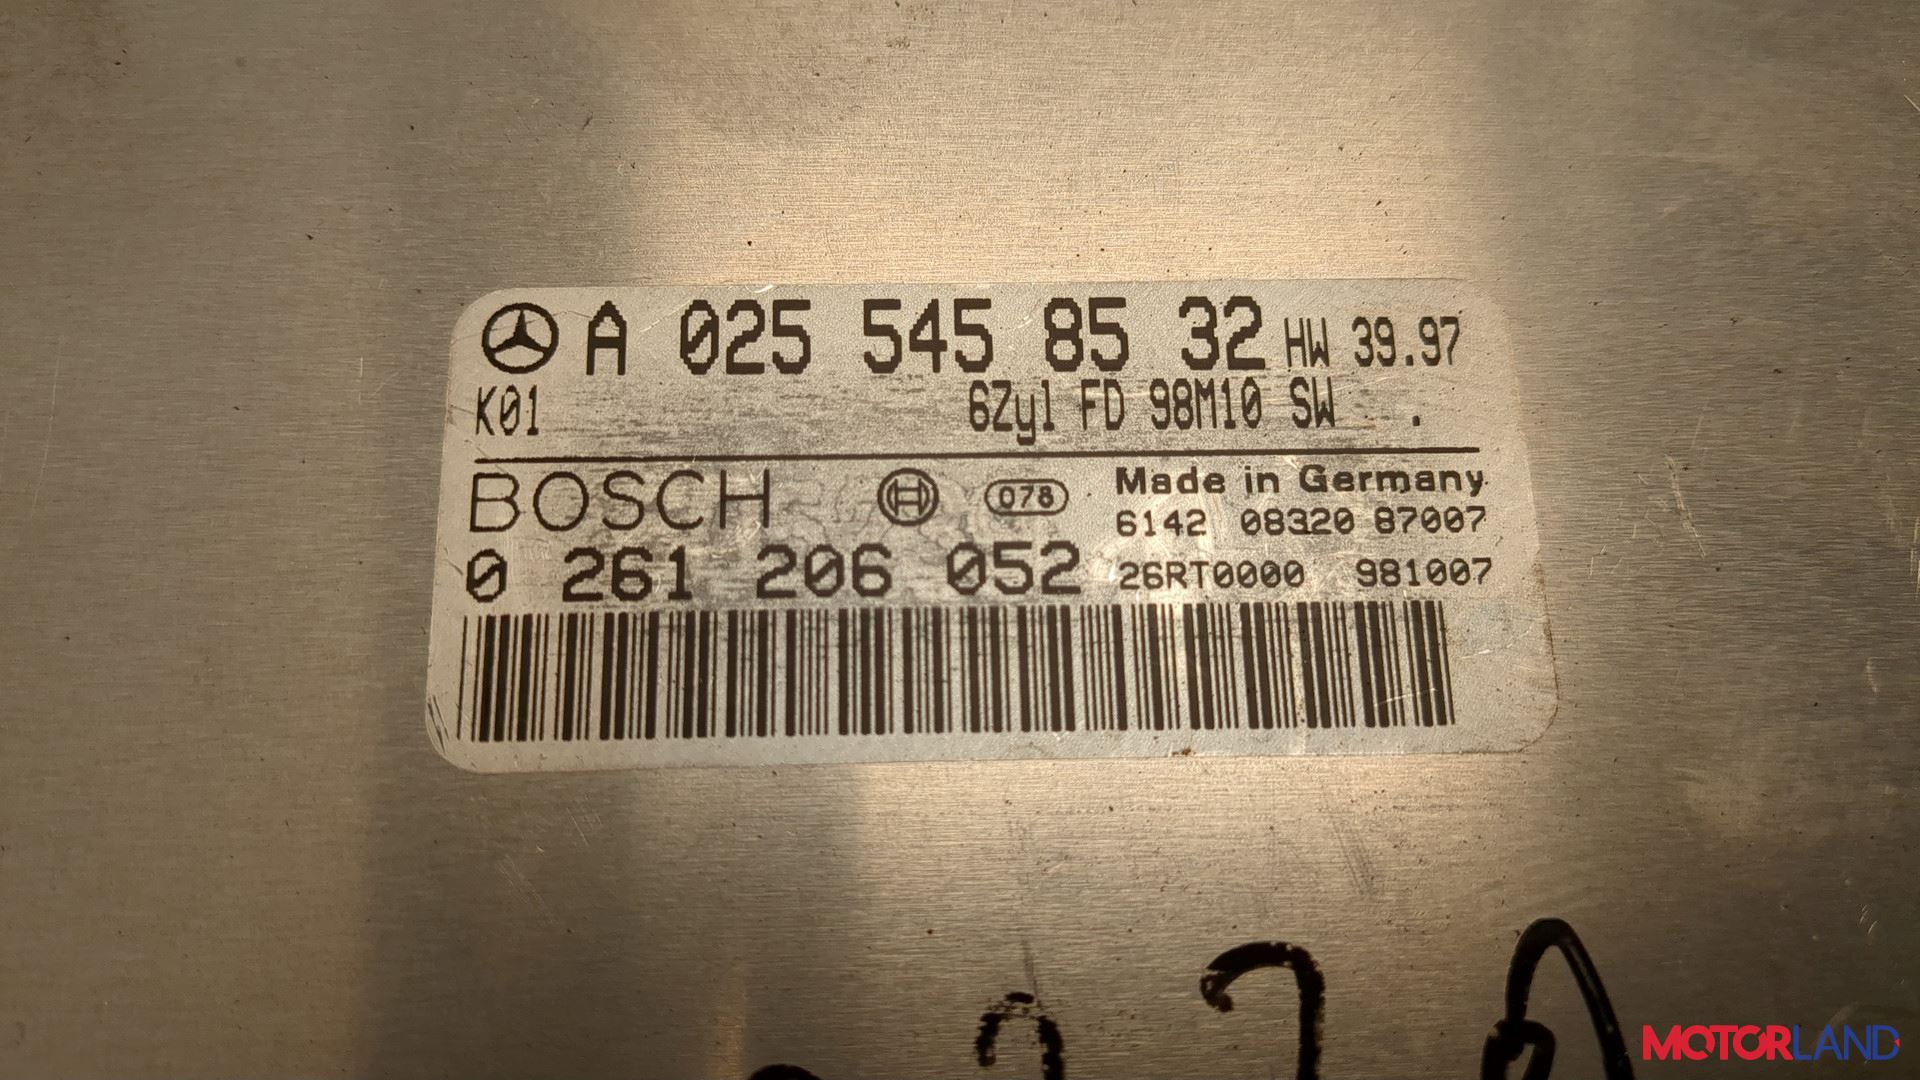 A 025 545 85 32 HW 39.97
K01 6Zyl FD 98M10 SW .
BOSCH 078 Made in Germany
6142 08320 87007
0 261 206 052 26RT0000 981007
MOTORLAND